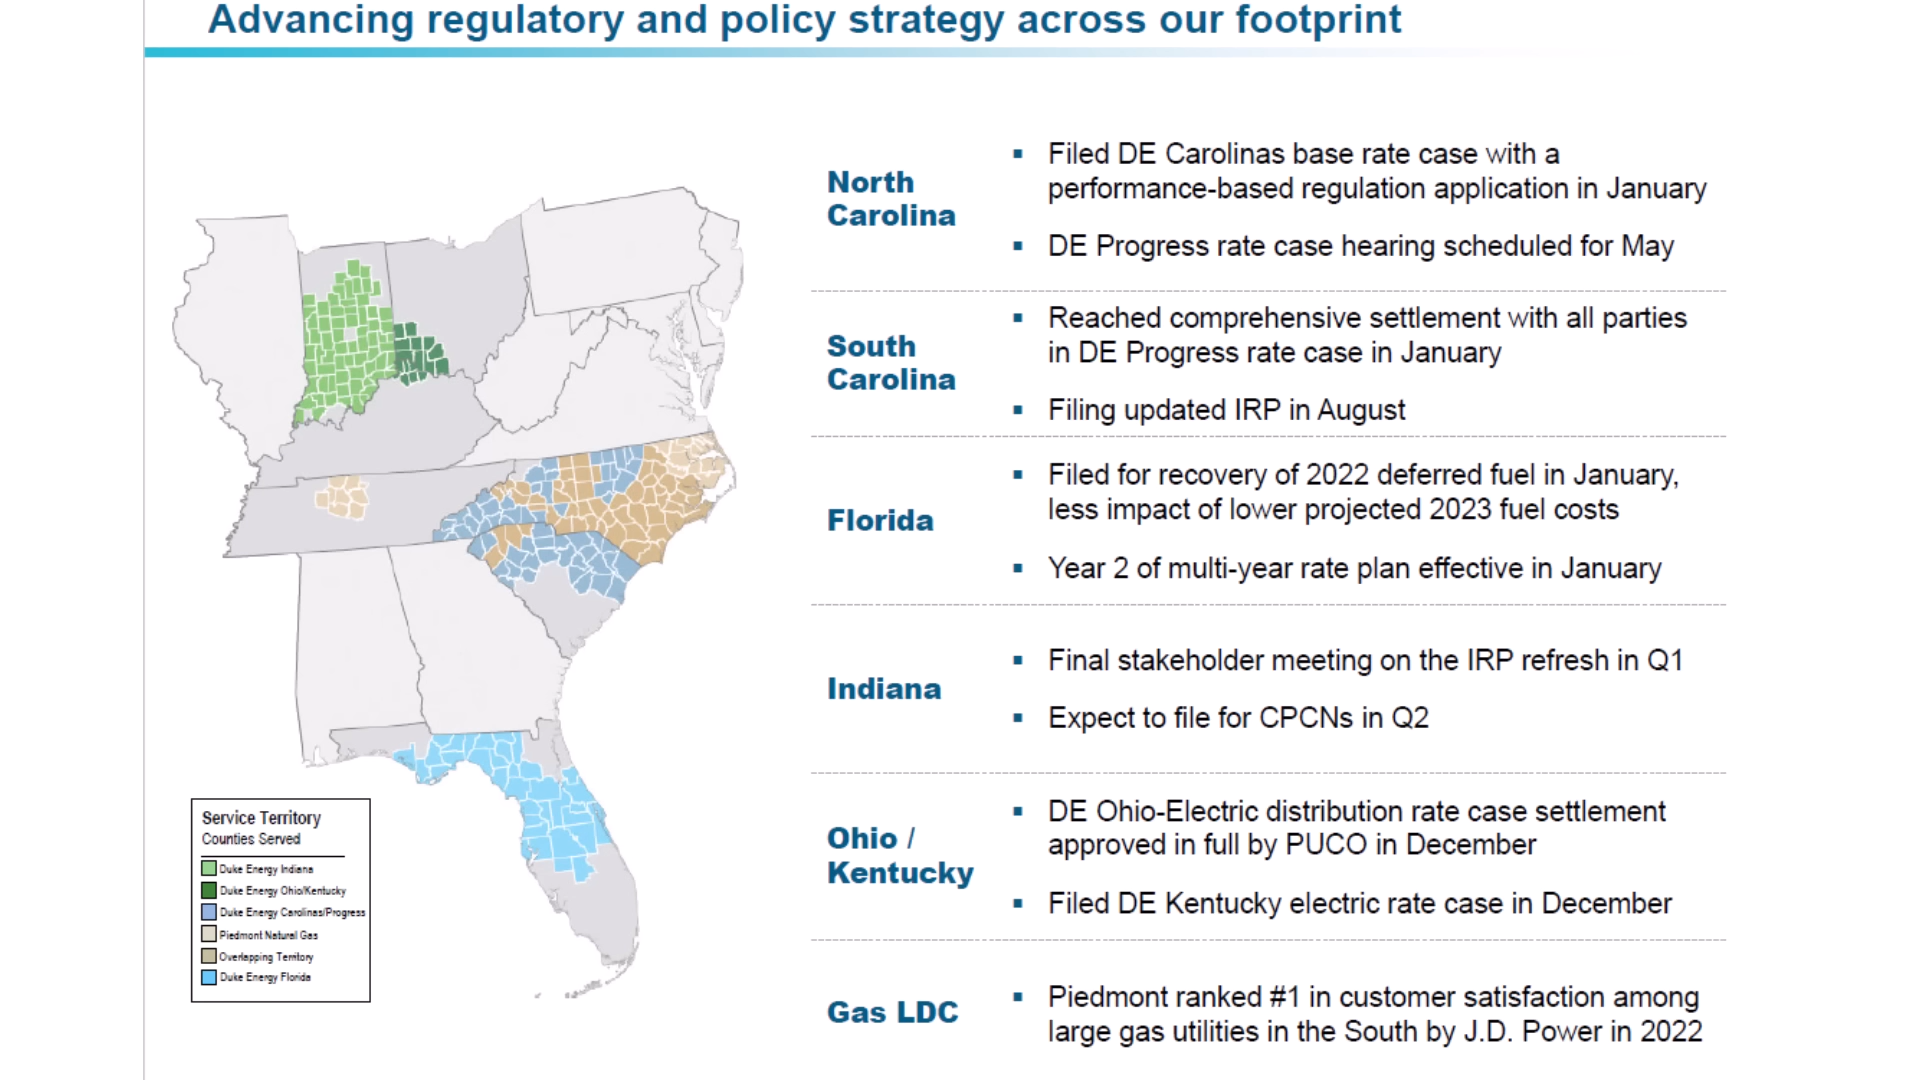 Advancing regulatory and policy strategy across our footprint
North
Carolina
Filed DE Carolinas base rate case with a
performance-based regulation application in January
DE Progress rate case hearing scheduled for May
South
Carolina
Reached comprehensive settlement with all parties
in DE Progress rate case in January
Filing updated IRP in August
Florida
Filed for recovery of 2022 deferred fuel in January,
less impact of lower projected 2023 fuel costs
Year 2 of multi-year rate plan effective in January
Indiana
Final stakeholder meeting on the IRP refresh in Q1
Expect to file for CPCNs in Q2
Ohio /
Kentucky
DE Ohio-Electric distribution rate case settlement
approved in full by PUCO in December
Filed DE Kentucky electric rate case in December
Gas LDC
Piedmont ranked #1 in customer satisfaction among
large gas utilities in the South by J.D. Power in 2022
Service Territory
Counties Served
Duke Energy Indiana
Duke Energy Ohio/Kentucky
Duke Energy Carolinas/Progress
Piedmont Natural Gas
Overlapping Territory
Duke Energy Florida